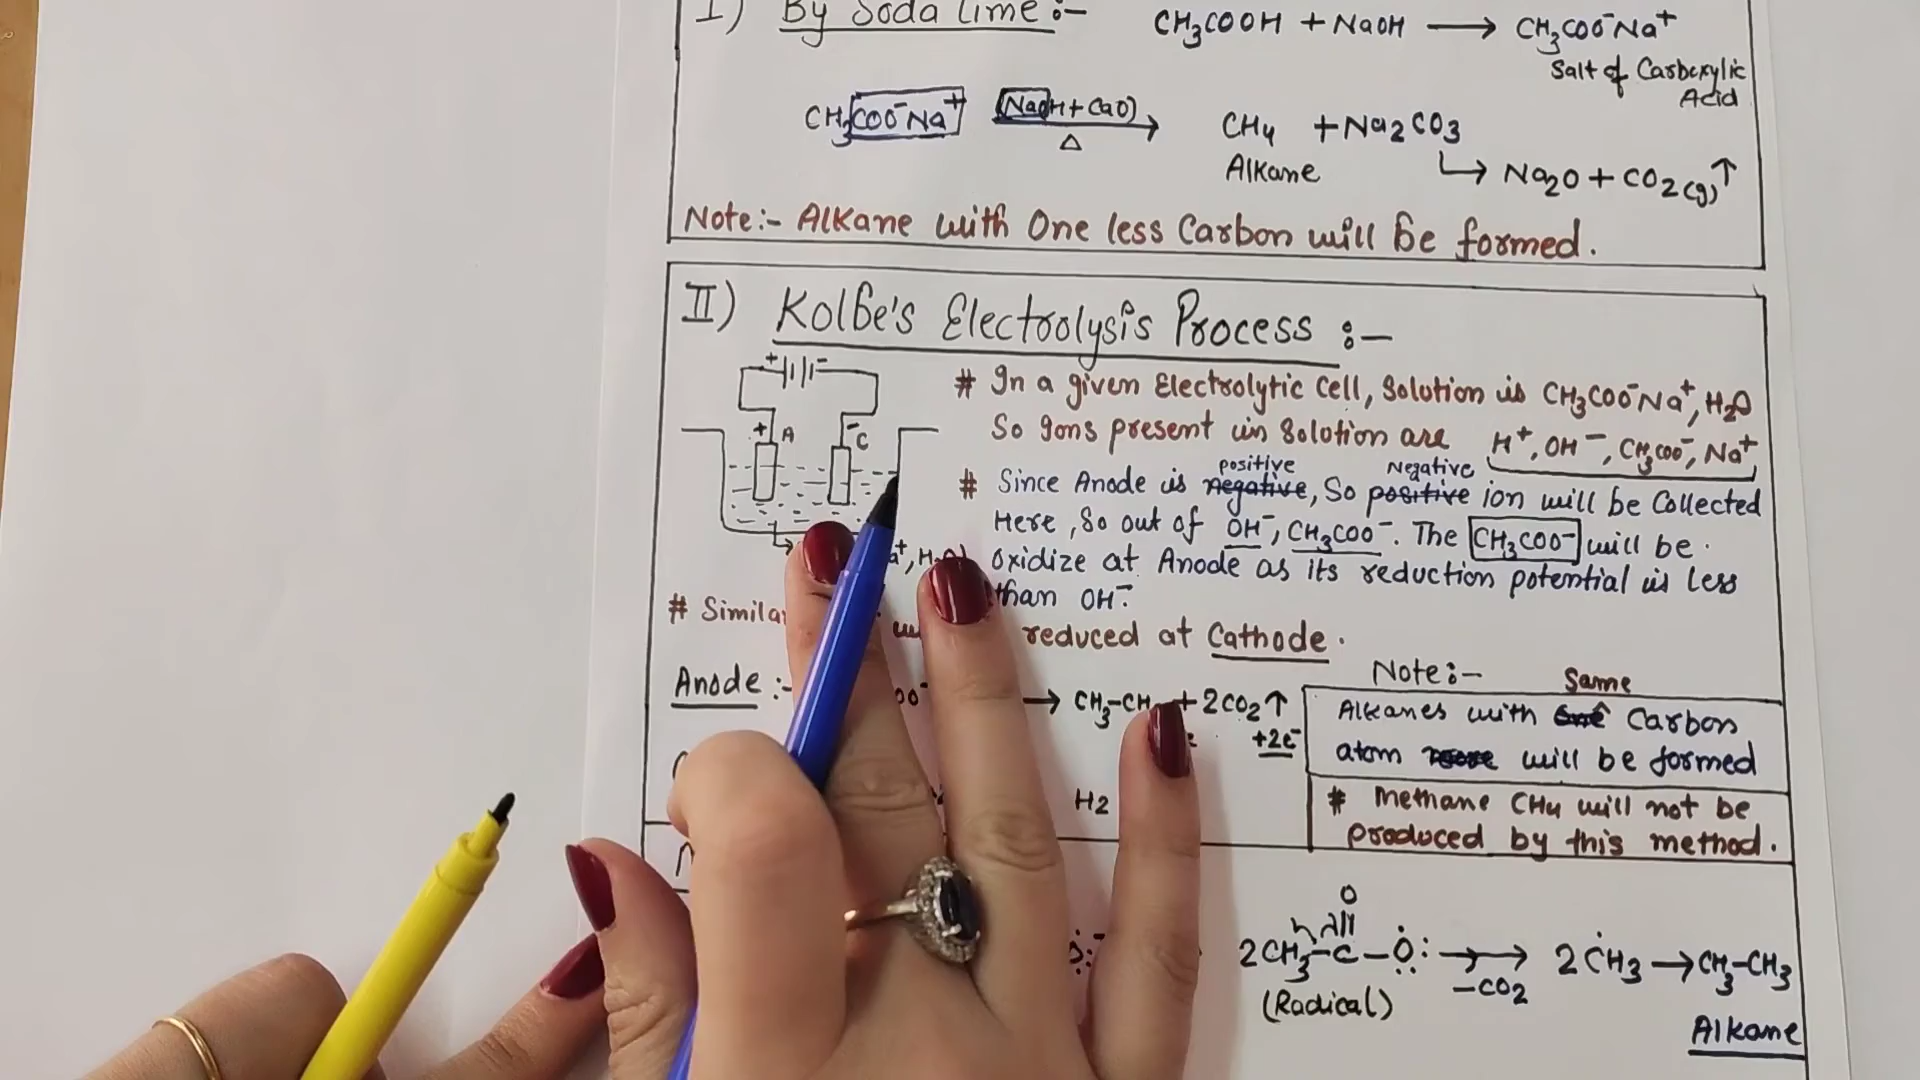 I) By Soda lime :-
CH3COOH + NaOH ⟶ CH3COO⁻Na⁺
Salt of Carboxylic
Acid
CH3COO⁻Na⁺ (NaOH+CaO) ⟶ CH4 + Na2CO3
△
Alkane ↳ Na2O + CO2(g)↑
Note:- Alkane with One less Carbon will be formed.
II) Kolbe's Electrolysis Process :-
+ -
+ A - C
# In a given Electrolytic Cell, Solution is CH3COO⁻Na⁺, H2O
So Ions present in Solution are H⁺, OH⁻, CH3COO⁻, Na⁺
positive Negative
# Since Anode is negative, So positive ion will be Collected
Here, So out of OH⁻, CH3COO⁻. The CH3COO⁻ will be
oxidize at Anode as its reduction potential is less
than OH⁻.
reduced at Cathode.
Anode :- ⟶ CH3-CH + 2CO2↑
+2e⁻
H2
Note:-
Same
Alkanes with One Carbon
atom more will be formed
# Methane CH4 will not be
produced by this method.
O
2CH3-C-O: ⟶ 2ĊH3 ⟶ CH3-CH3
-CO2
(Radical)
Alkane